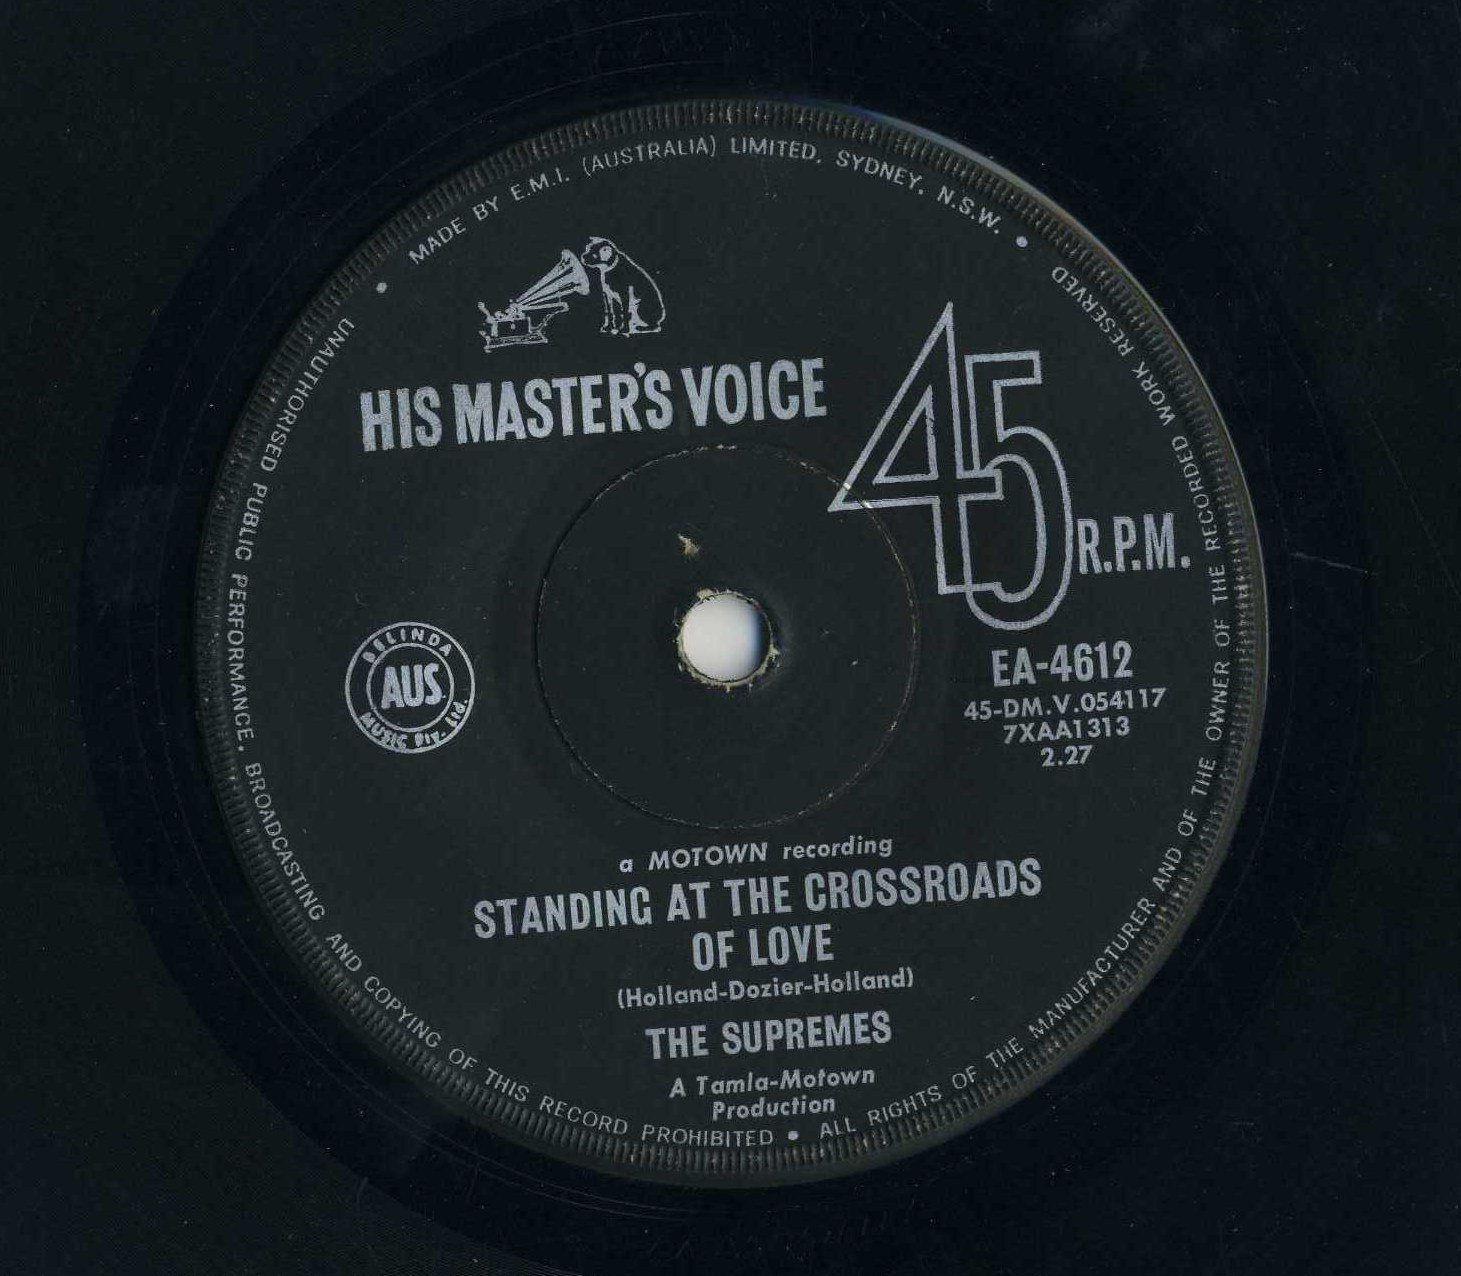 MADE BY E.M.I. (AUSTRALIA) LIMITED. SYDNEY. N.S.W.
HIS MASTER'S VOICE
45
R.P.M.
BELINDA
AUS.
MUSIC Pty. Ltd.
EA-4612
45-DM.V.054117
7XAA1313
2.27
a MOTOWN recording
STANDING AT THE CROSSROADS
OF LOVE
(Holland-Dozier-Holland)
THE SUPREMES
A Tamla-Motown
Production
UNAUTHORISED PUBLIC PERFORMANCE. BROADCASTING AND COPYING OF THIS RECORD PROHIBITED • ALL RIGHTS OF THE MANUFACTURER AND OF THE OWNER OF THE RECORDED WORK RESERVED